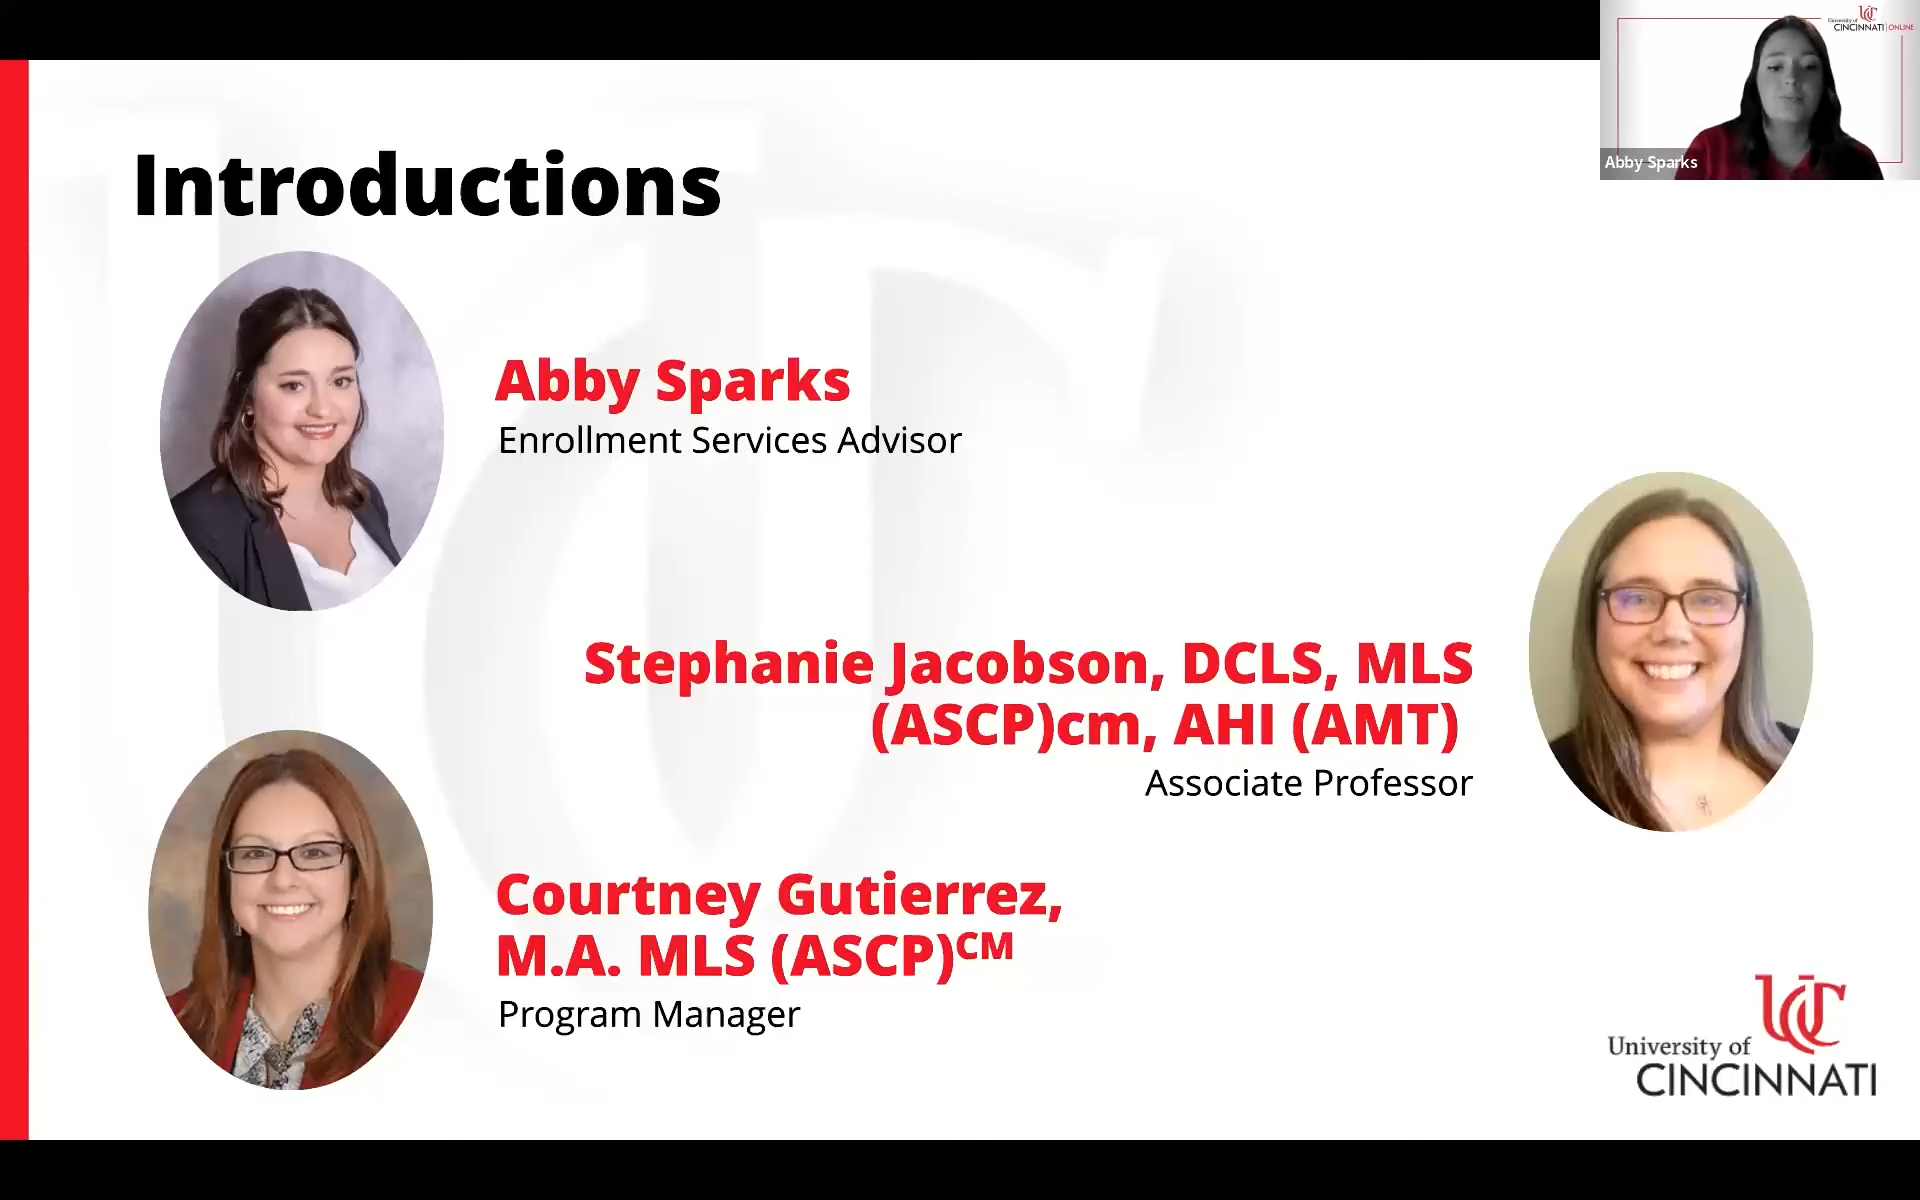 University of
CINCINNATI | ONLINE
Abby Sparks
Introductions
Abby Sparks
Enrollment Services Advisor
Stephanie Jacobson, DCLS, MLS
(ASCP)cm, AHI (AMT)
Associate Professor
Courtney Gutierrez,
M.A. MLS (ASCP)CM
Program Manager
University of
CINCINNATI